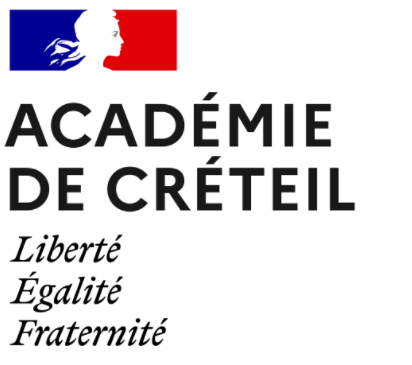 ACADÉMIE
DE CRÉTEIL
Liberté
Égalité
Fraternité